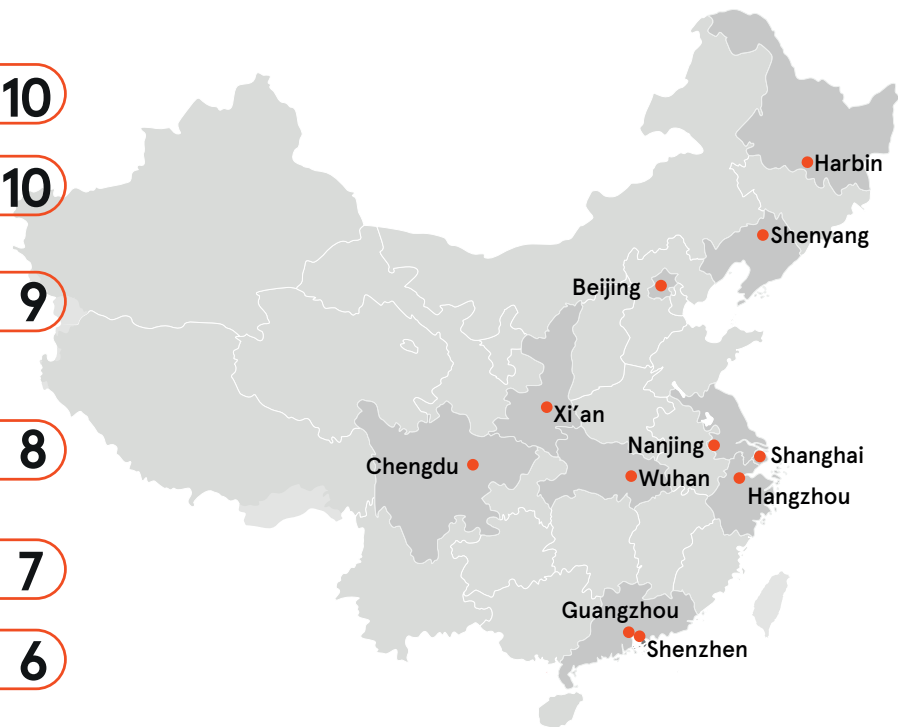 10
10
9
8
7
6
Harbin
Shenyang
Beijing
Xi'an
Nanjing
Shanghai
Chengdu
Wuhan
Hangzhou
Guangzhou
Shenzhen